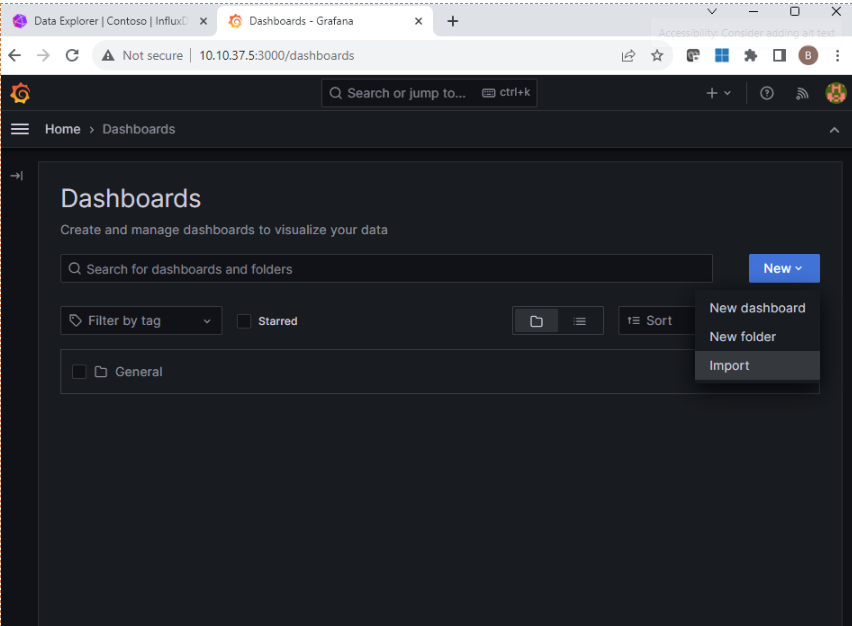 Data Explorer | Contoso | InfluxD
Dashboards - Grafana
Accessibility: Consider adding alt text
Not secure | 10.10.37.5:3000/dashboards
B
Search or jump to... ctrl+k
Home › Dashboards
Dashboards
Create and manage dashboards to visualize your data
Search for dashboards and folders
New
Filter by tag
Starred
Sort
New dashboard
New folder
Import
General